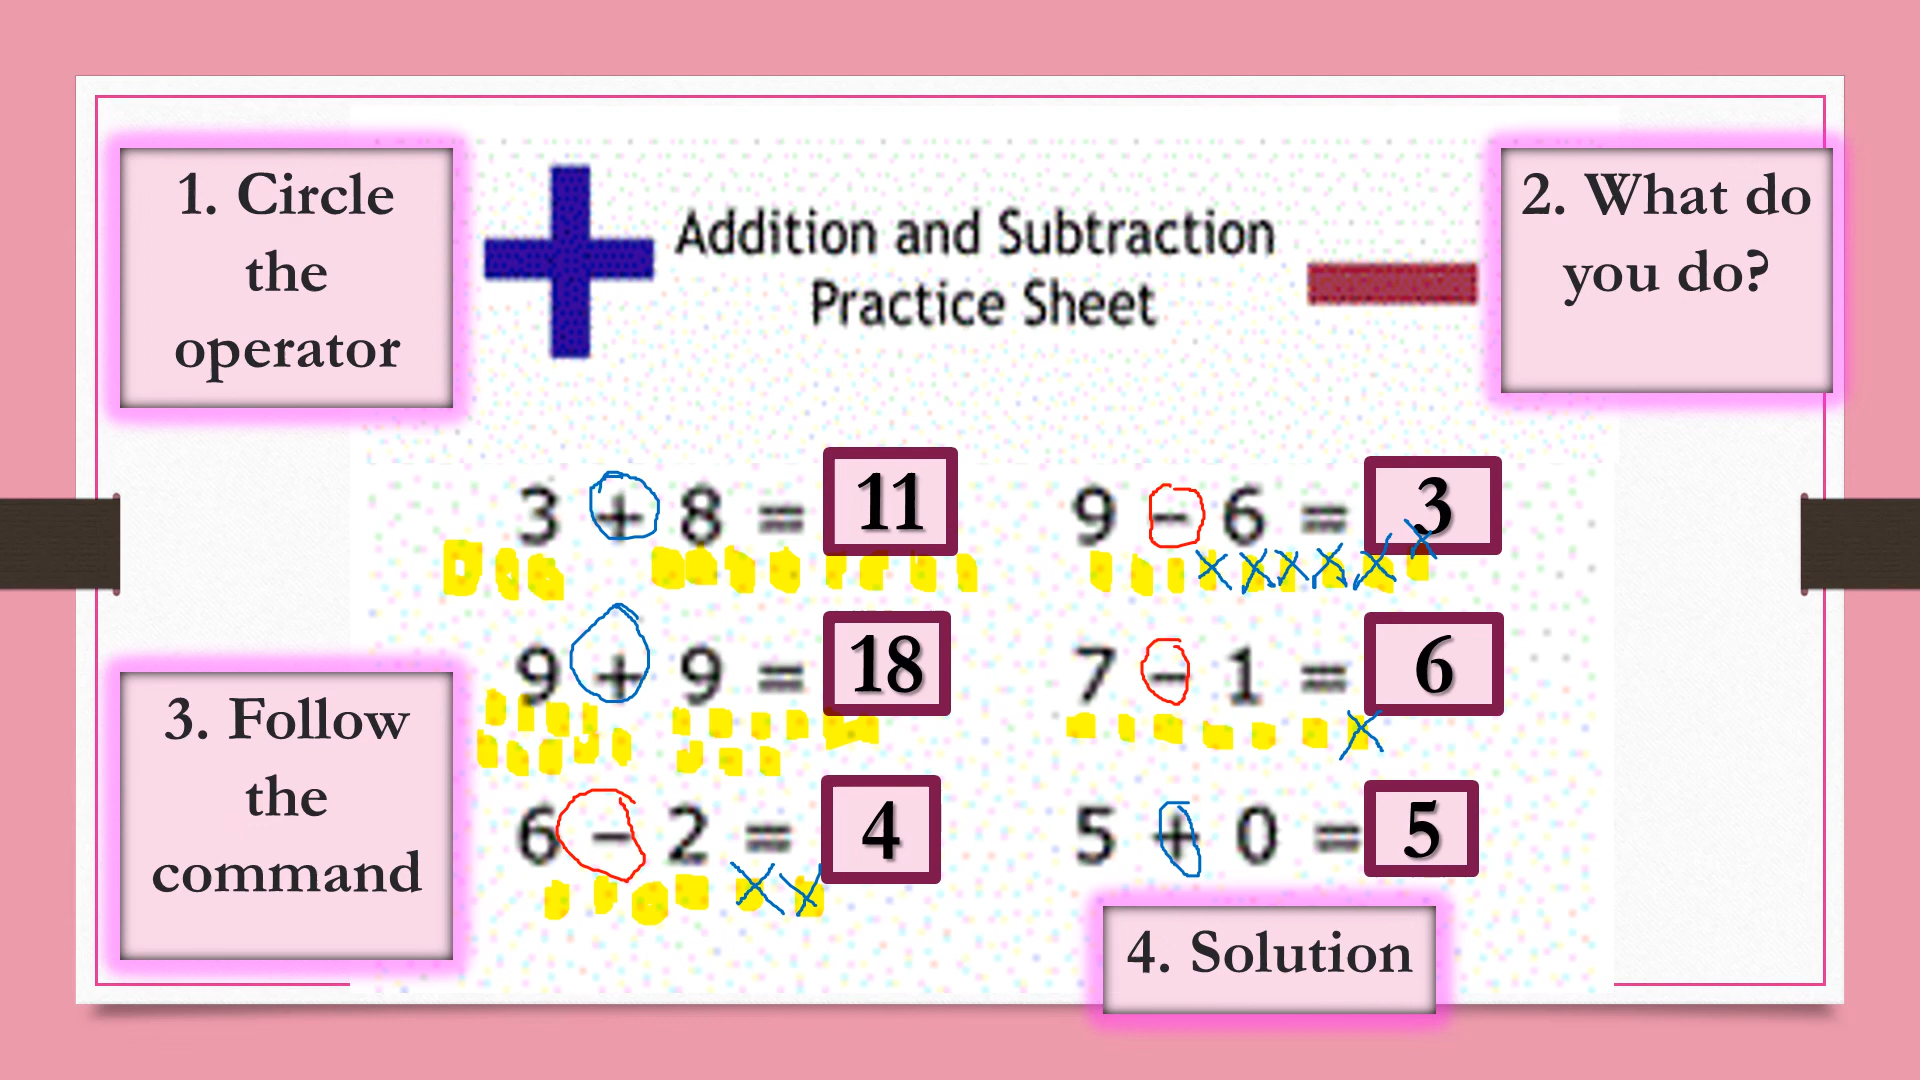 1. Circle
the
operator
Addition and Subtraction
Practice Sheet
2. What do
you do?
3 + 8 = 11
9 - 6 = 3
9 + 9 = 18
7 - 1 = 6
6 - 2 = 4
5 + 0 = 5
3. Follow
the
command
4. Solution